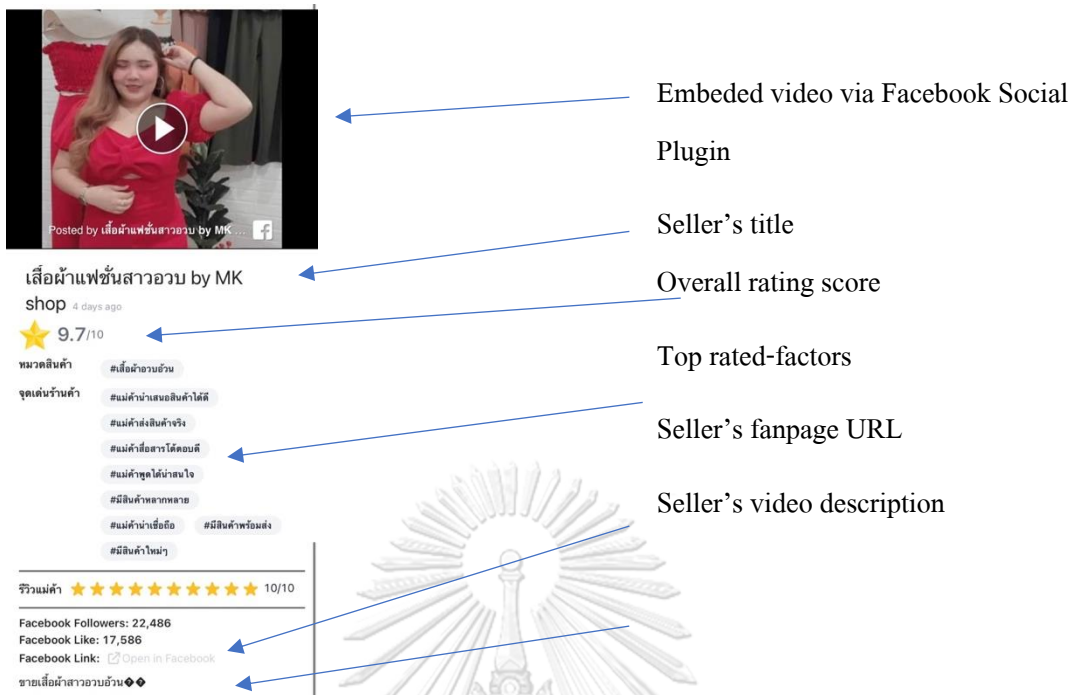 Posted by เสื้อผ้าแฟชั่นสาวอวบ by MK ...
เสื้อผ้าแฟชั่นสาวอวบ by MK
shop 4 days ago
9.7/10
หมวดสินค้า #เสื้อผ้าอวบอ้วน
จุดเด่นร้านค้า #แม่ค้านำเสนอสินค้าได้ดี
#แม่ค้าส่งสินค้าจริง
#แม่ค้าสื่อสารโต้ตอบดี
#แม่ค้าพูดได้น่าสนใจ
#มีสินค้าหลากหลาย
#แม่ค้าน่าเชื่อถือ #มีสินค้าพร้อมส่ง
#มีสินค้าใหม่ๆ
รีวิวแม่ค้า 10/10
Facebook Followers: 22,486
Facebook Like: 17,586
Facebook Link: Open in Facebook
ขายเสื้อผ้าสาวอวบอ้วน��
Embeded video via Facebook Social
Plugin
Seller’s title
Overall rating score
Top rated-factors
Seller’s fanpage URL
Seller’s video description